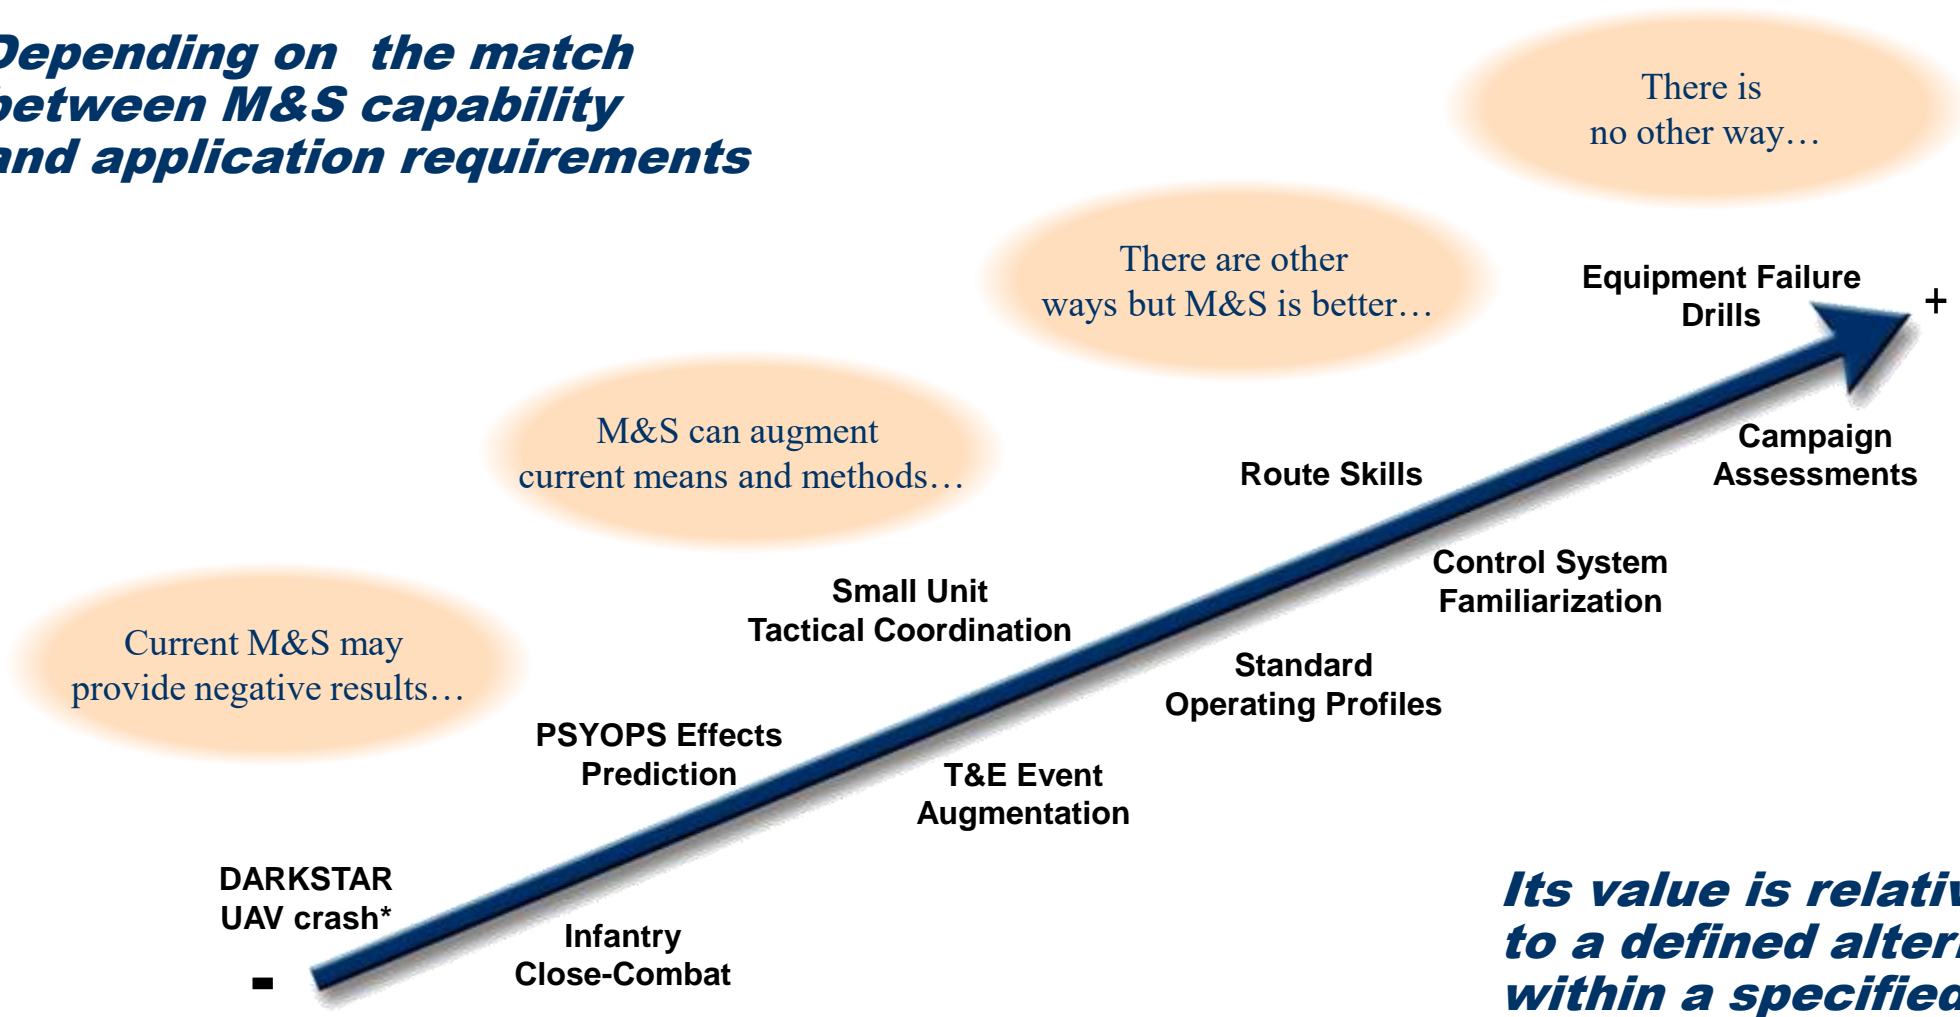 Depending on the match
between M&S capability
and application requirements
There is
no other way…
There are other
ways but M&S is better…
Equipment Failure
Drills
+
M&S can augment
current means and methods…
Route Skills
Campaign
Assessments
Control System
Familiarization
Small Unit
Tactical Coordination
Current M&S may
provide negative results…
Standard
Operating Profiles
PSYOPS Effects
Prediction
T&E Event
Augmentation
DARKSTAR
UAV crash*
Infantry
Close-Combat
-
Its value is
to a defined
within a specified